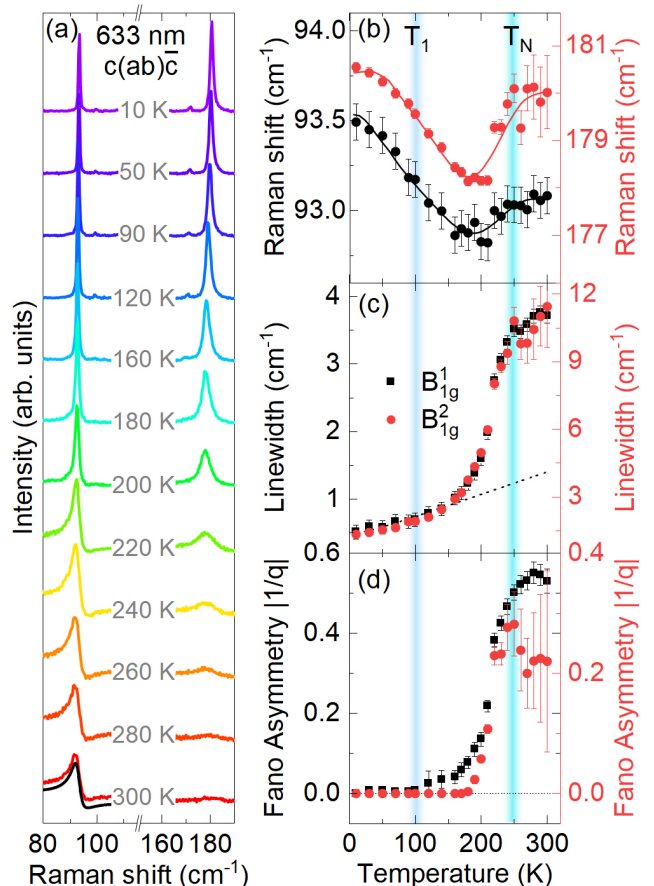 (a)
633 nm
c(ab)c̅
10 K
50 K
90 K
120 K
160 K
180 K
200 K
220 K
240 K
260 K
280 K
300 K
Intensity (arb. units)
80
100
160
180
Raman shift (cm⁻¹)
(b)
T₁
T_N
94.0
93.5
93.0
Raman shift (cm⁻¹)
181
179
177
Raman shift (cm⁻¹)
(c)
B¹₁g
B²₁g
4
3
2
1
Linewidth (cm⁻¹)
12
9
6
3
0
Linewidth (cm⁻¹)
(d)
0.6
0.4
0.2
0.0
Fano Asymmetry |1/q|
0.4
0.2
0.0
Fano Asymmetry |1/q|
0
100
200
300
Temperature (K)